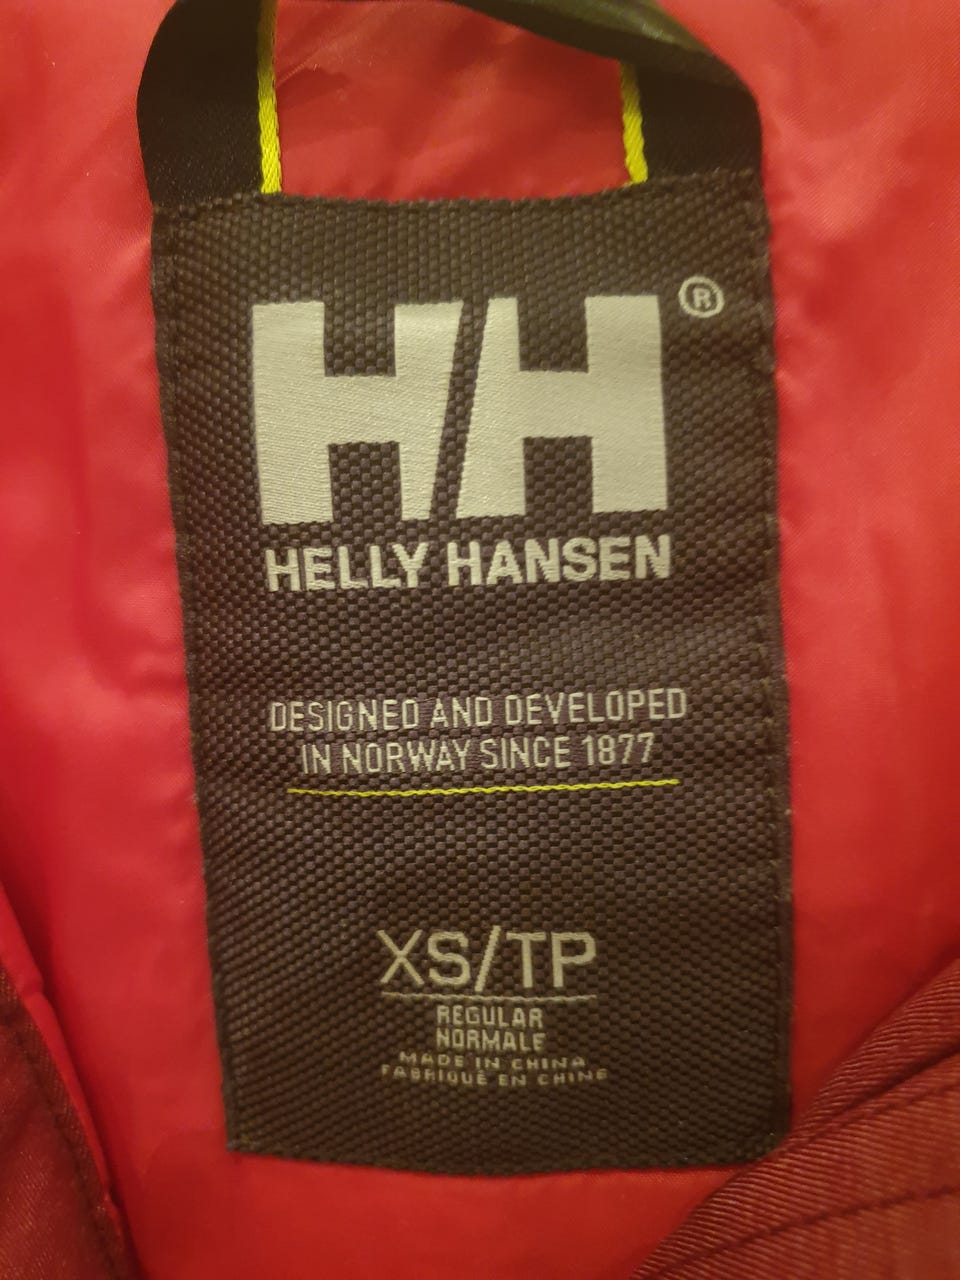 HH®
HELLY HANSEN
DESIGNED AND DEVELOPED
IN NORWAY SINCE 1877
XS/TP
REGULAR
NORMALE
MADE IN CHINA
FABRIQUÉ EN CHINE